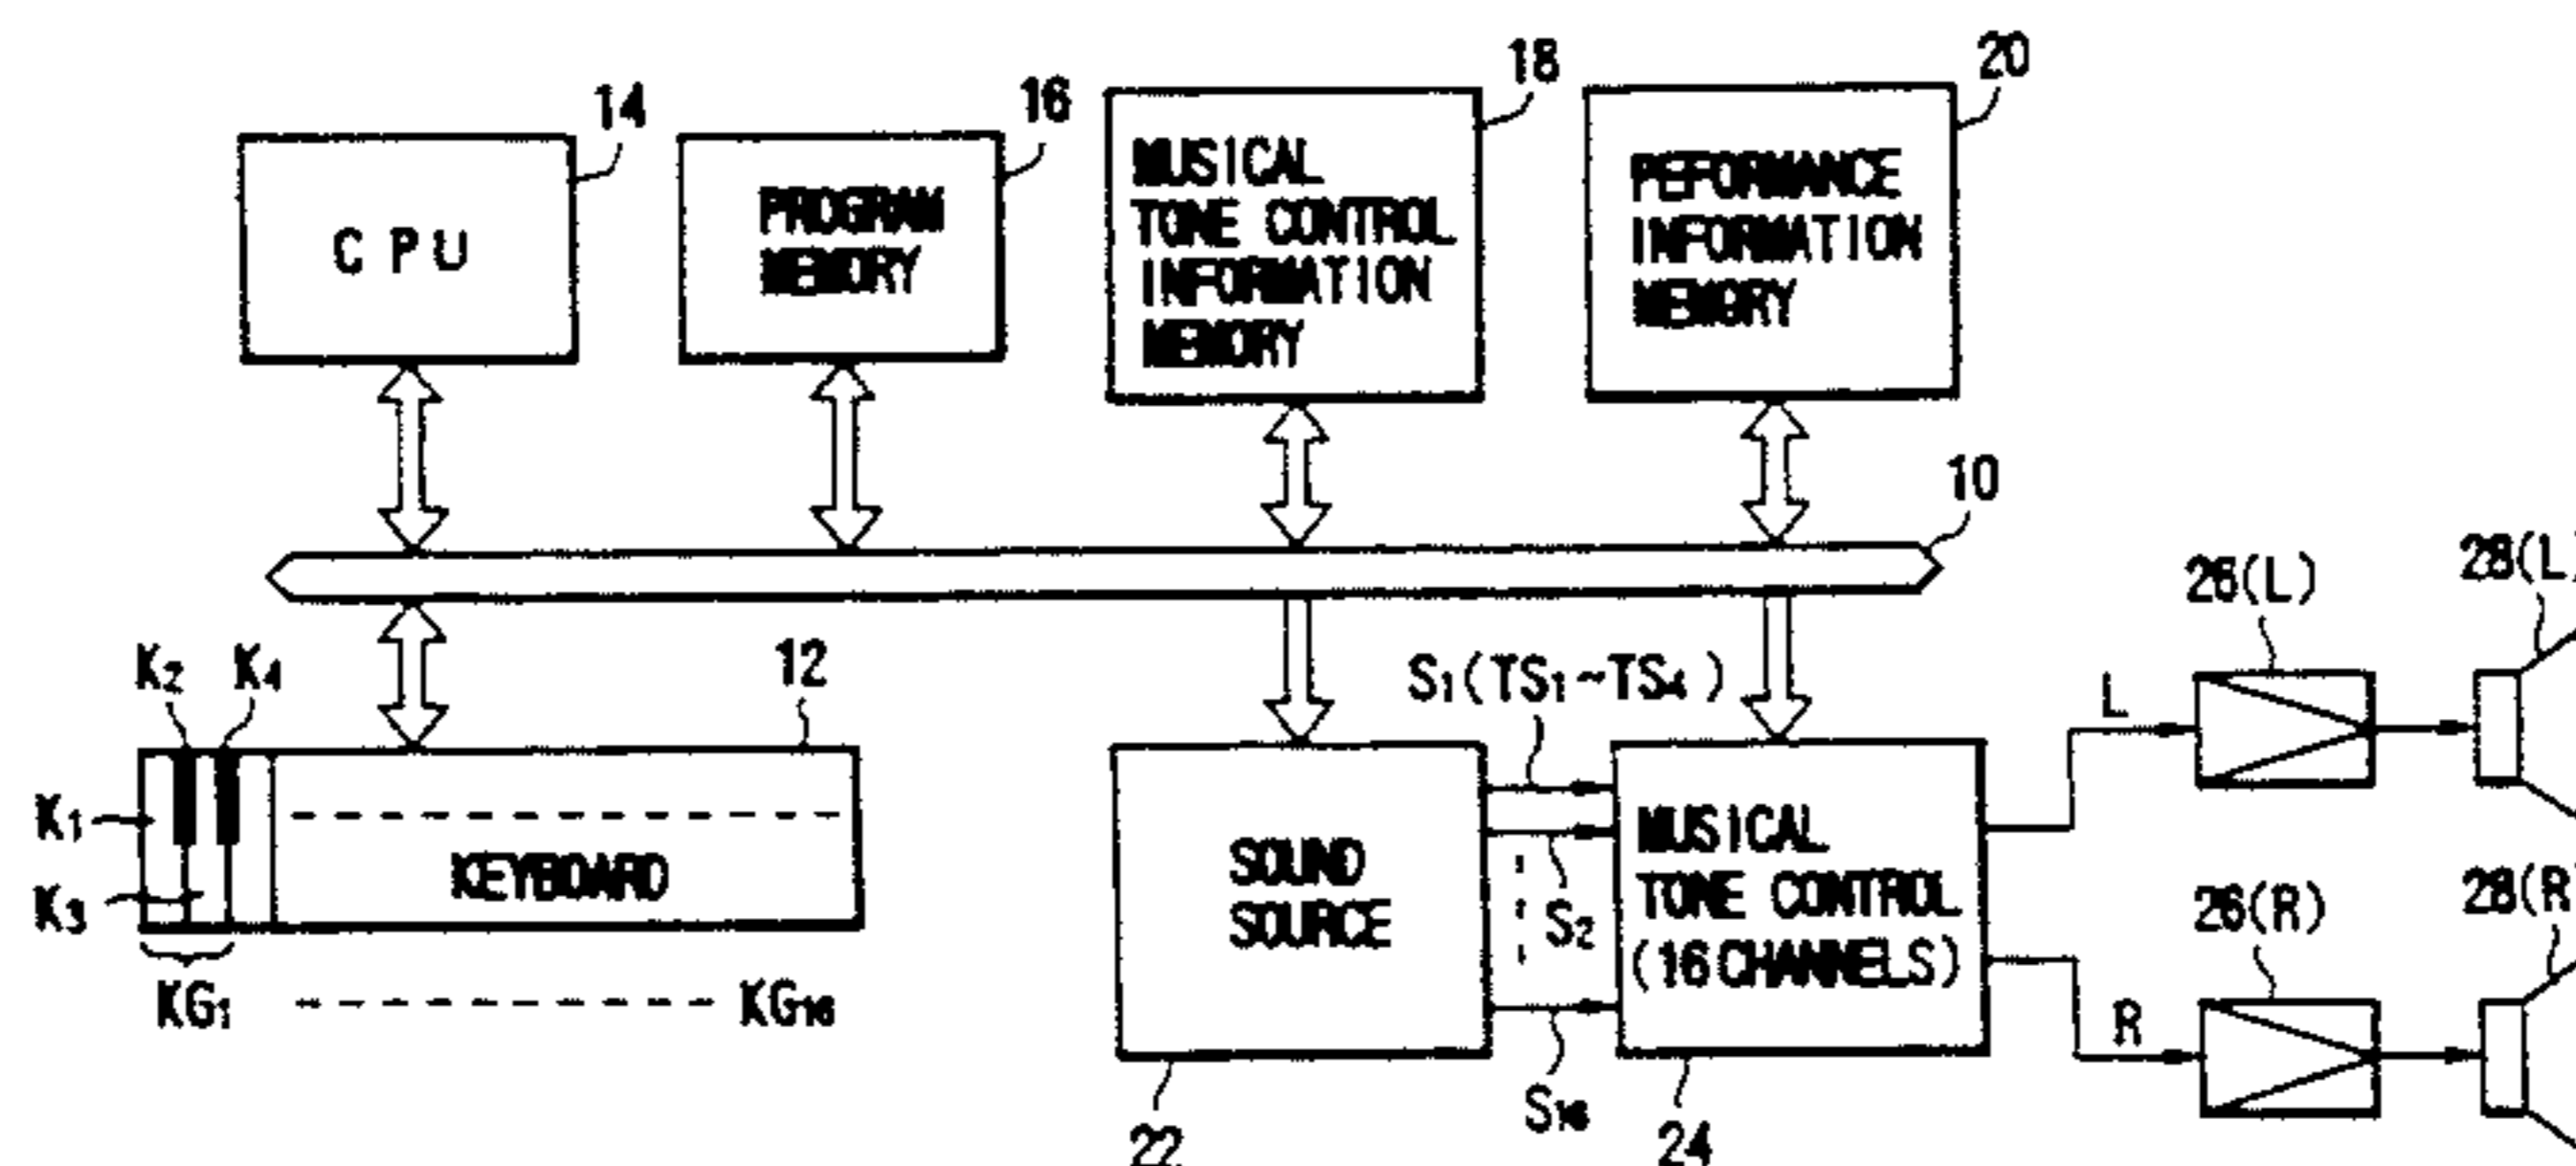 14
16
18
20
C P U
PROGRAM
MEMORY
MUSICAL
TONE CONTROL
INFORMATION
MEMORY
PEFORMANCE
INFORMATION
MEMORY
10
K2
K4
12
K1
K3
KEYBOARD
KG1
KG16
S1(TS1~TS4)
S2
S16
SOUND
SOURCE
22
MUSICAL
TONE CONTROL
(16 CHANNELS)
24
L
26(L)
28(L)
R
26(R)
28(R